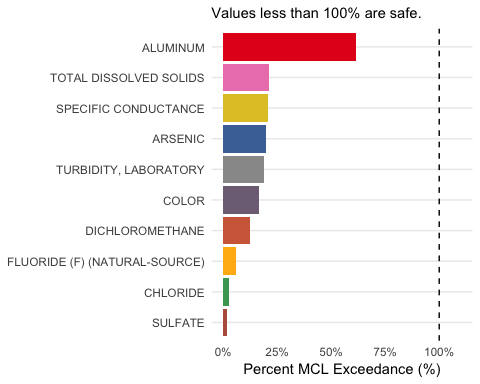 Values less than 100% are safe.
ALUMINUM
TOTAL DISSOLVED SOLIDS
SPECIFIC CONDUCTANCE
ARSENIC
TURBIDITY, LABORATORY
COLOR
DICHLOROMETHANE
FLUORIDE (F) (NATURAL-SOURCE)
CHLORIDE
SULFATE
0% 25% 50% 75% 100%
Percent MCL Exceedance (%)